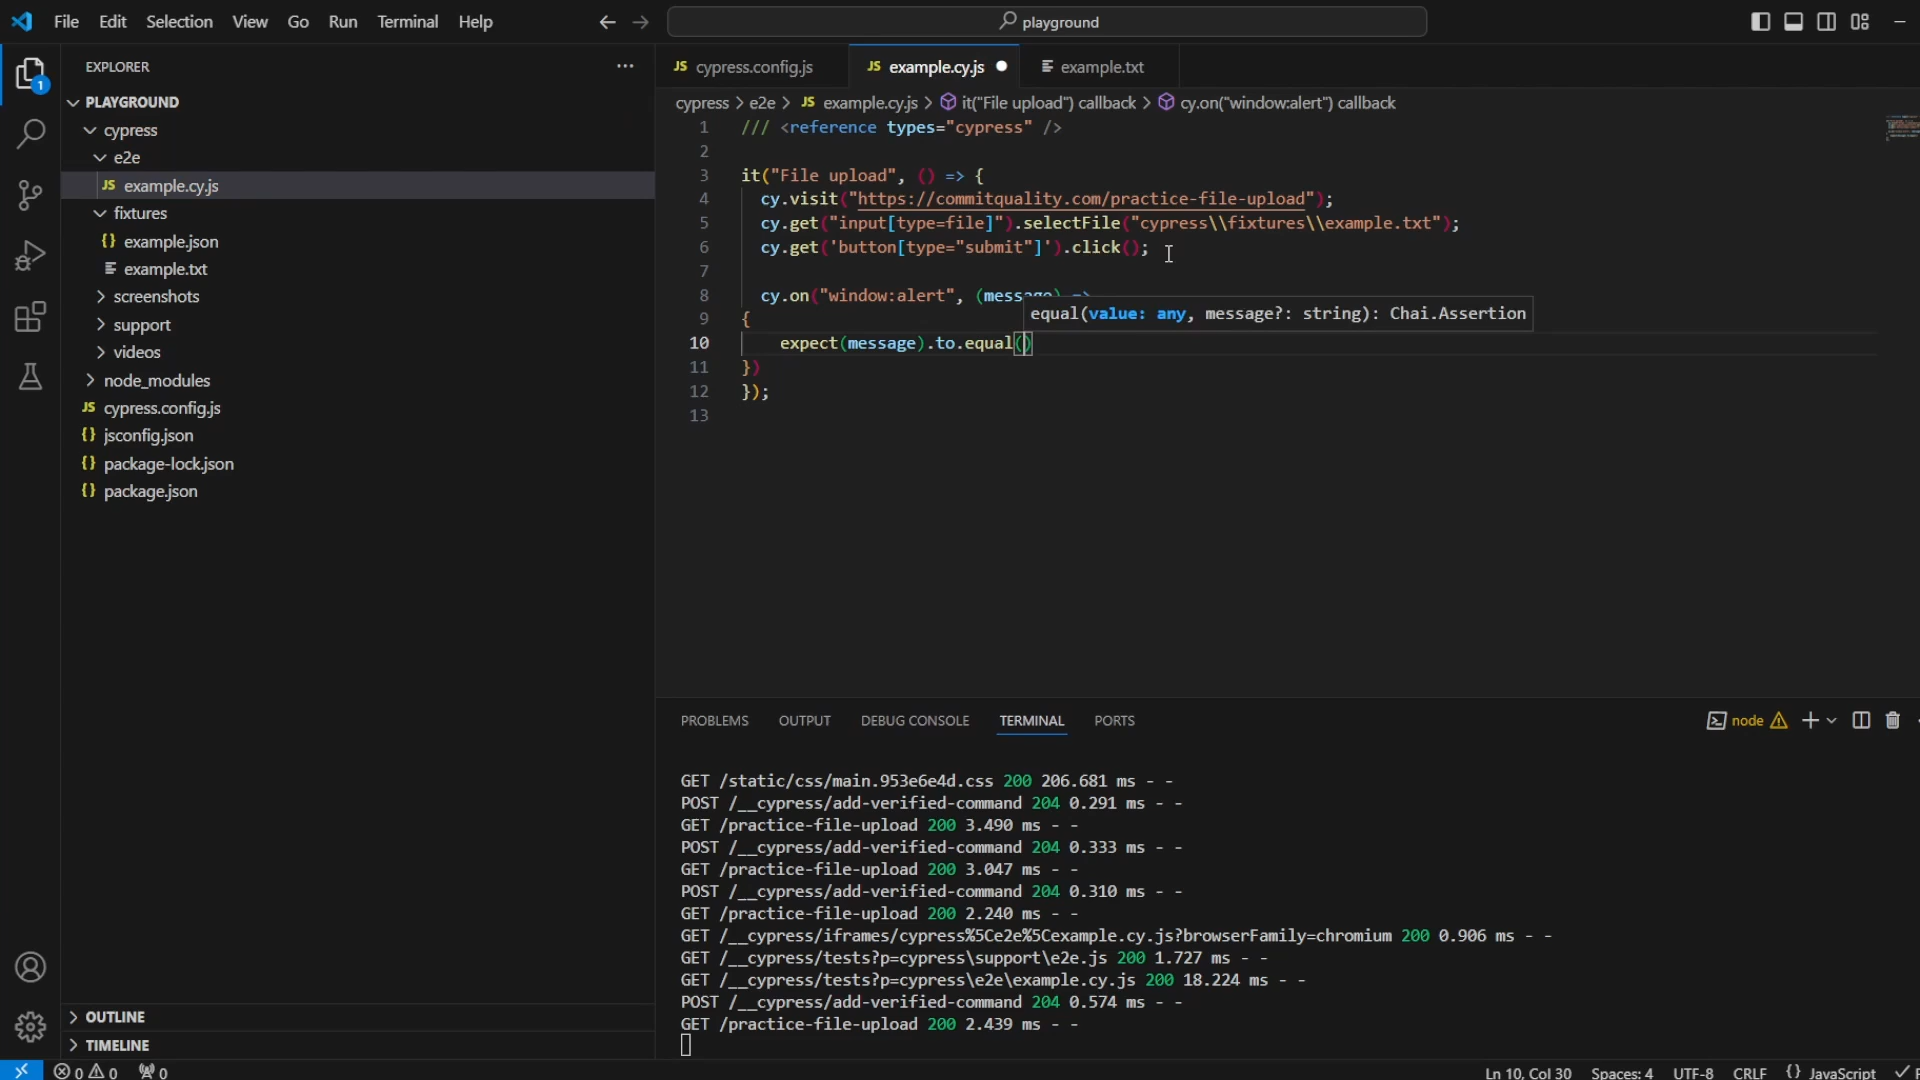 File Edit Selection View Go Run Terminal Help
playground
EXPLORER
PLAYGROUND
cypress
e2e
JS example.cy.js
fixtures
{} example.json
example.txt
screenshots
support
videos
node_modules
JS cypress.config.js
{} jsconfig.json
{} package-lock.json
{} package.json
OUTLINE
TIMELINE
1
JS cypress.config.js
JS example.cy.js
example.txt
cypress > e2e > JS example.cy.js > it("File upload") callback > cy.on("window:alert") callback
1 /// <reference types="cypress" />
2
3 it("File upload", () => {
4 cy.visit("https://commitquality.com/practice-file-upload");
5 cy.get("input[type=file]").selectFile("cypress\\fixtures\\example.txt");
6 cy.get('button[type="submit"]').click();
7
8 cy.on("window:alert", (message) =>
equal(value: any, message?: string): Chai.Assertion
9 {
10 expect(message).to.equal()
11 })
12 });
13
PROBLEMS OUTPUT DEBUG CONSOLE TERMINAL PORTS
node
GET /static/css/main.953e6e4d.css 200 206.681 ms - -
POST /__cypress/add-verified-command 204 0.291 ms - -
GET /practice-file-upload 200 3.490 ms - -
POST /__cypress/add-verified-command 204 0.333 ms - -
GET /practice-file-upload 200 3.047 ms - -
POST /__cypress/add-verified-command 204 0.310 ms - -
GET /practice-file-upload 200 2.240 ms - -
GET /__cypress/iframes/cypress%5Ce2e%5Cexample.cy.js?browserFamily=chromium 200 0.906 ms - -
GET /__cypress/tests?p=cypress\support\e2e.js 200 1.727 ms - -
GET /__cypress/tests?p=cypress\e2e\example.cy.js 200 18.224 ms - -
POST /__cypress/add-verified-command 204 0.574 ms - -
GET /practice-file-upload 200 2.439 ms - -
0 0 0
Ln 10, Col 30 Spaces: 4 UTF-8 CRLF {} JavaScript